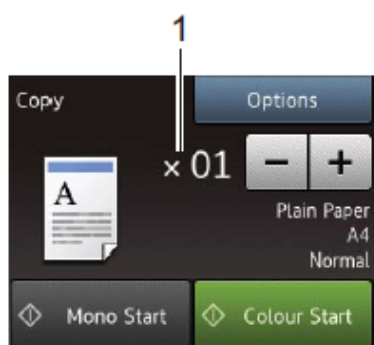 1
Copy
Options
A
× 01 − +
Plain Paper
A4
Normal
Mono Start
Colour Start